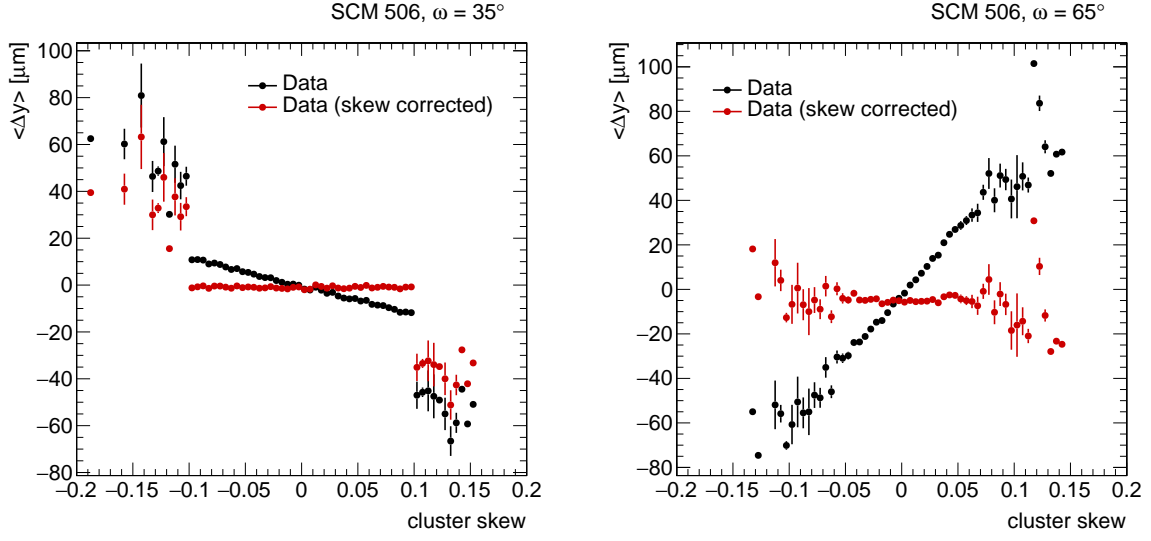 SCM 506, ω = 35°
<Δy> [μm]
100
80
60
40
20
0
−20
−40
−60
−80
Data
Data (skew corrected)
−0.2 −0.15 −0.1 −0.05 0 0.05 0.1 0.15 0.2
cluster skew
SCM 506, ω = 65°
<Δy> [μm]
100
80
60
40
20
0
−20
−40
−60
−80
Data
Data (skew corrected)
−0.2 −0.15 −0.1 −0.05 0 0.05 0.1 0.15 0.2
cluster skew